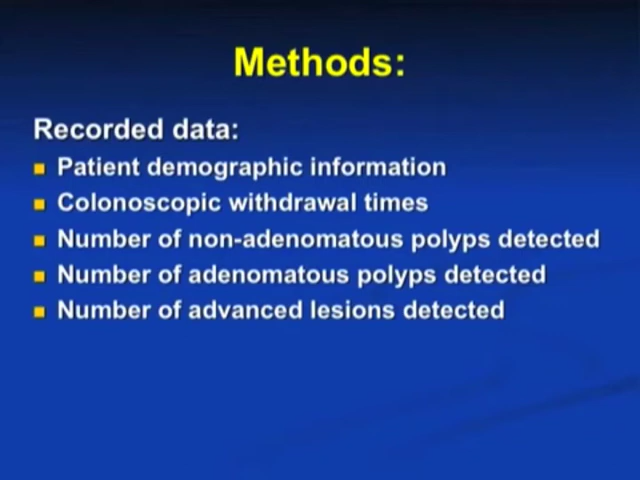 Methods:
Recorded data:
Patient demographic information
Colonoscopic withdrawal times
Number of non-adenomatous polyps detected
Number of adenomatous polyps detected
Number of advanced lesions detected